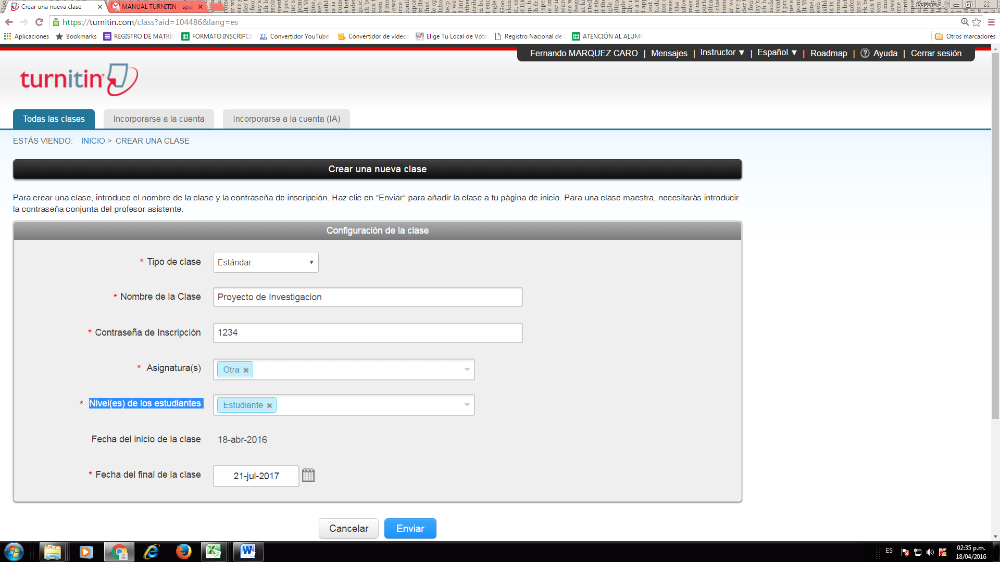 Crear una nueva clase
MANUAL TURNITIN - spa
https://turnitin.com/class?aid=104486&lang=es
Aplicaciones
Bookmarks
REGISTRO DE MATRÍC
FORMATO INSCRIPCI
Convertidor YouTube
Convertidor de vídeos
Elige Tu Local de Vota
Registro Nacional de
ATENCIÓN AL ALUMN
Otros marcadores
Fernando MARQUEZ CARO | Mensajes | Instructor ▼ | Español ▼ | Roadmap | ? Ayuda | Cerrar sesión
turnitin
Todas las clases
Incorporarse a la cuenta
Incorporarse a la cuenta (IA)
ESTÁS VIENDO: INICIO > CREAR UNA CLASE
Crear una nueva clase
Para crear una clase, introduce el nombre de la clase y la contraseña de inscripción. Haz clic en "Enviar" para añadir la clase a tu página de inicio. Para una clase maestra, necesitarás introducir
la contraseña conjunta del profesor asistente.
Configuración de la clase
* Tipo de clase Estándar
* Nombre de la Clase Proyecto de Investigacion
* Contraseña de Inscripción 1234
* Asignatura(s) Otra
* Nivel(es) de los estudiantes Estudiante
Fecha del inicio de la clase 18-abr-2016
* Fecha del final de la clase 21-jul-2017
Cancelar
Enviar
ES
02:35 p.m.
18/04/2016